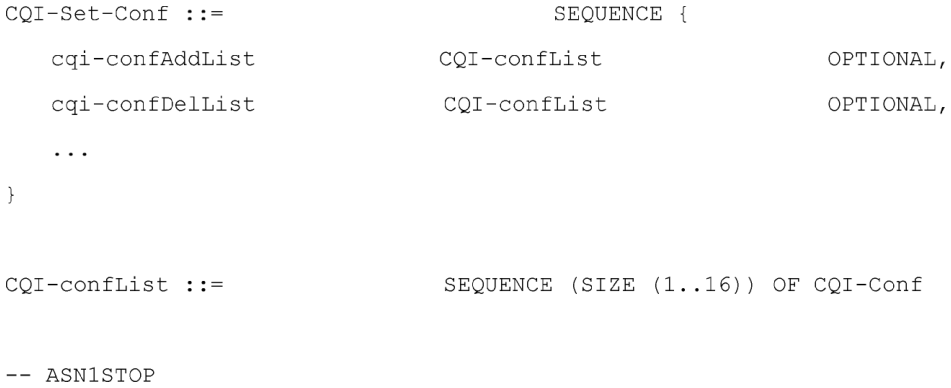 CQI-Set-Conf ::= SEQUENCE {
cqi-confAddList CQI-confList OPTIONAL,
cqi-confDelList CQI-confList OPTIONAL,
...
}
CQI-confList ::= SEQUENCE (SIZE (1..16)) OF CQI-Conf
-- ASN1STOP